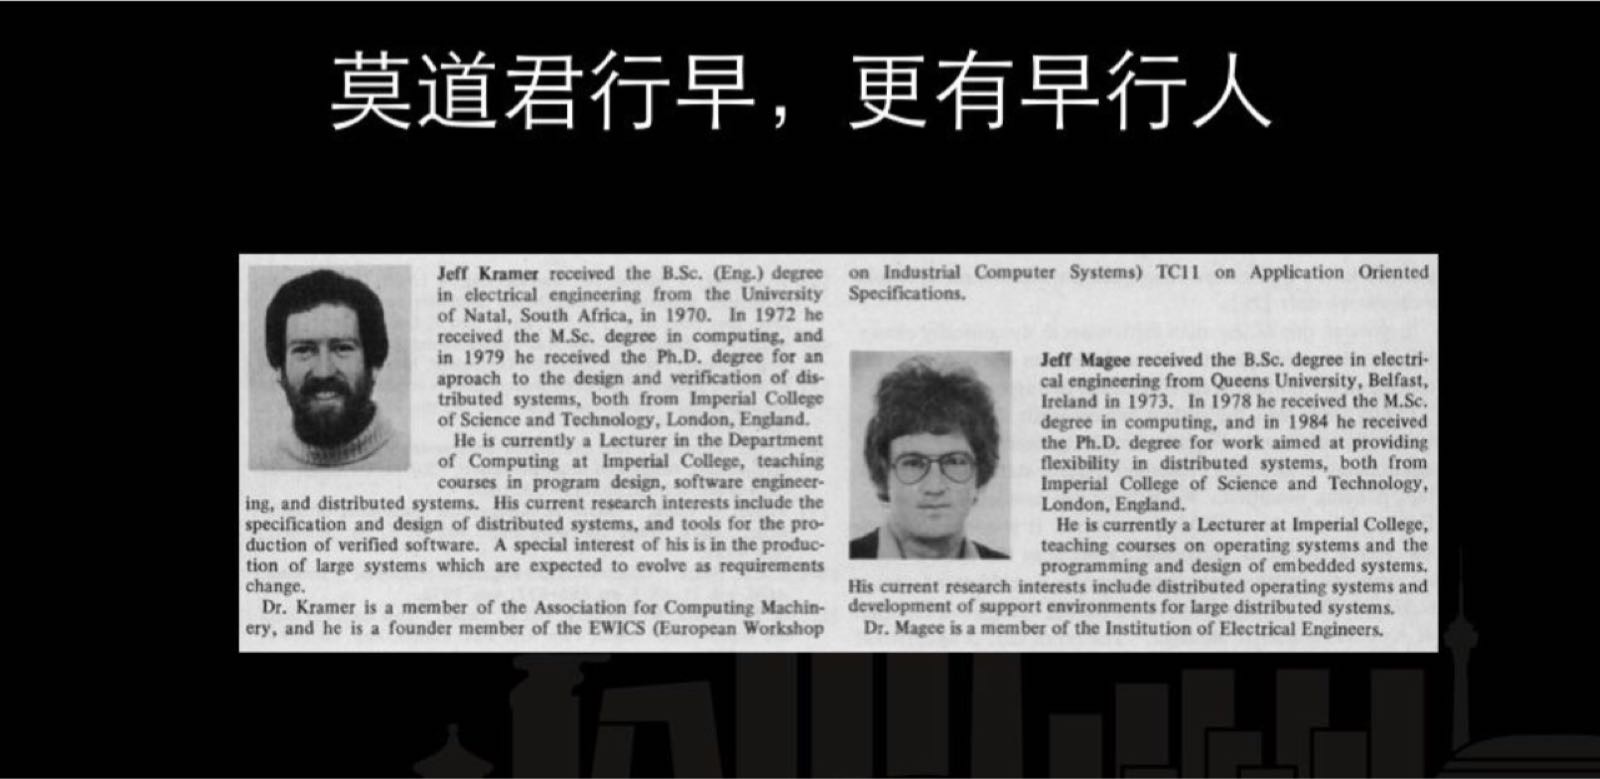 莫道君行早，更有早行人
Jeff Kramer received the B.Sc. (Eng.) degree
in electrical engineering from the University
of Natal, South Africa, in 1970. In 1972 he
received the M.Sc. degree in computing, and
in 1979 he received the Ph.D. degree for an
aproach to the design and verification of dis-
tributed systems, both from Imperial College
of Science and Technology, London, England.
He is currently a Lecturer in the Department
of Computing at Imperial College, teaching
courses in program design, software engineer-
ing, and distributed systems. His current research interests include the
specification and design of distributed systems, and tools for the pro-
duction of verified software. A special interest of his is in the produc-
tion of large systems which are expected to evolve as requirements
change.
Dr. Kramer is a member of the Association for Computing Machin-
ery, and he is a founder member of the EWICS (European Workshop
on Industrial Computer Systems) TC11 on Application Oriented
Specifications.
Jeff Magee received the B.Sc. degree in electri-
cal engineering from Queens University, Belfast,
Ireland in 1973. In 1978 he received the M.Sc.
degree in computing, and in 1984 he received
the Ph.D. degree for work aimed at providing
flexibility in distributed systems, both from
Imperial College of Science and Technology,
London, England.
He is currently a Lecturer at Imperial College,
teaching courses on operating systems and the
programming and design of embedded systems.
His current research interests include distributed operating systems and
development of support environments for large distributed systems.
Dr. Magee is a member of the Institution of Electrical Engineers.